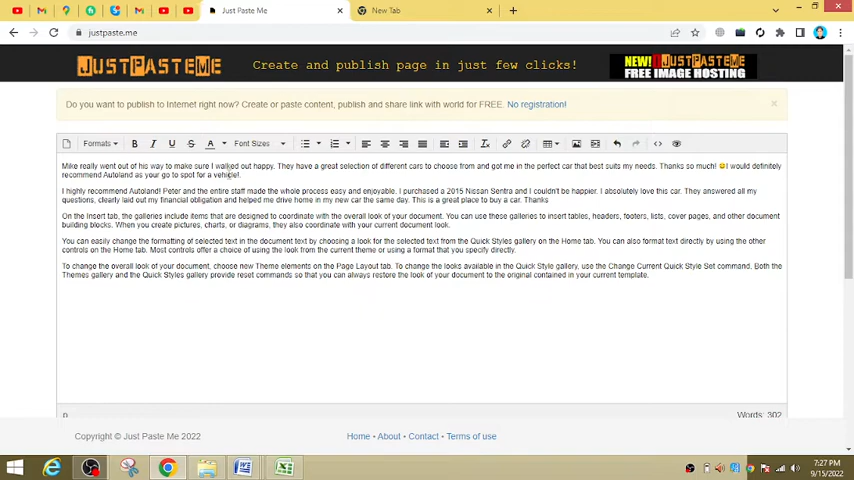 Just Paste Me
New Tab
justpaste.me
JUSTPASTEME
Create and publish page in just few clicks!
NEW! JUSTPASTEME
FREE IMAGE HOSTING
Do you want to publish to Internet right now? Create or paste content, publish and share link with world for FREE. No registration!
Formats
Font Sizes
Mike really went out of his way to make sure I walked out happy. They have a great selection of different cars to choose from and got me in the perfect car that best suits my needs. Thanks so much! 😀I would definitely
recommend Autoland as your go to spot for a vehicle!.
I highly recommend Autoland! Peter and the entire staff made the whole process easy and enjoyable. I purchased a 2015 Nissan Sentra and I couldn't be happier. I absolutely love this car. They answered all my
questions, clearly laid out my financial obligation and helped me drive home in my new car the same day. This is a great place to buy a car. Thanks
On the Insert tab, the galleries include items that are designed to coordinate with the overall look of your document. You can use these galleries to insert tables, headers, footers, lists, cover pages, and other document
building blocks. When you create pictures, charts, or diagrams, they also coordinate with your current document look.
You can easily change the formatting of selected text in the document text by choosing a look for the selected text from the Quick Styles gallery on the Home tab. You can also format text directly by using the other
controls on the Home tab. Most controls offer a choice of using the look from the current theme or using a format that you specify directly.
To change the overall look of your document, choose new Theme elements on the Page Layout tab. To change the looks available in the Quick Style gallery, use the Change Current Quick Style Set command. Both the
Themes gallery and the Quick Styles gallery provide reset commands so that you can always restore the look of your document to the original contained in your current template.
p
Words: 302
Copyright © Just Paste Me 2022
Home • About • Contact • Terms of use
7:27 PM
9/15/2022